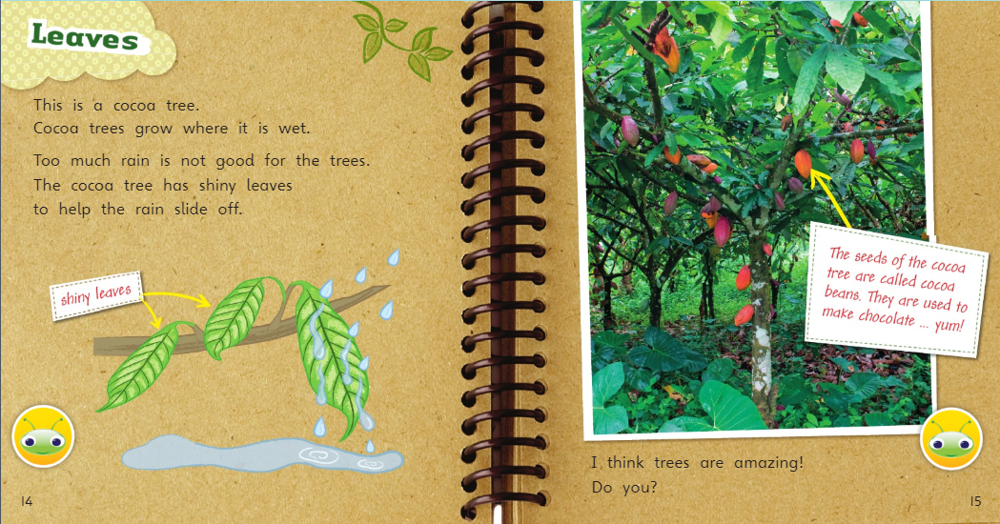 Leaves
This is a cocoa tree.
Cocoa trees grow where it is wet.
Too much rain is not good for the trees.
The cocoa tree has shiny leaves
to help the rain slide off.
shiny leaves
14
The seeds of the cocoa
tree are called cocoa
beans. They are used to
make chocolate ... yum!
I think trees are amazing!
Do you?
15